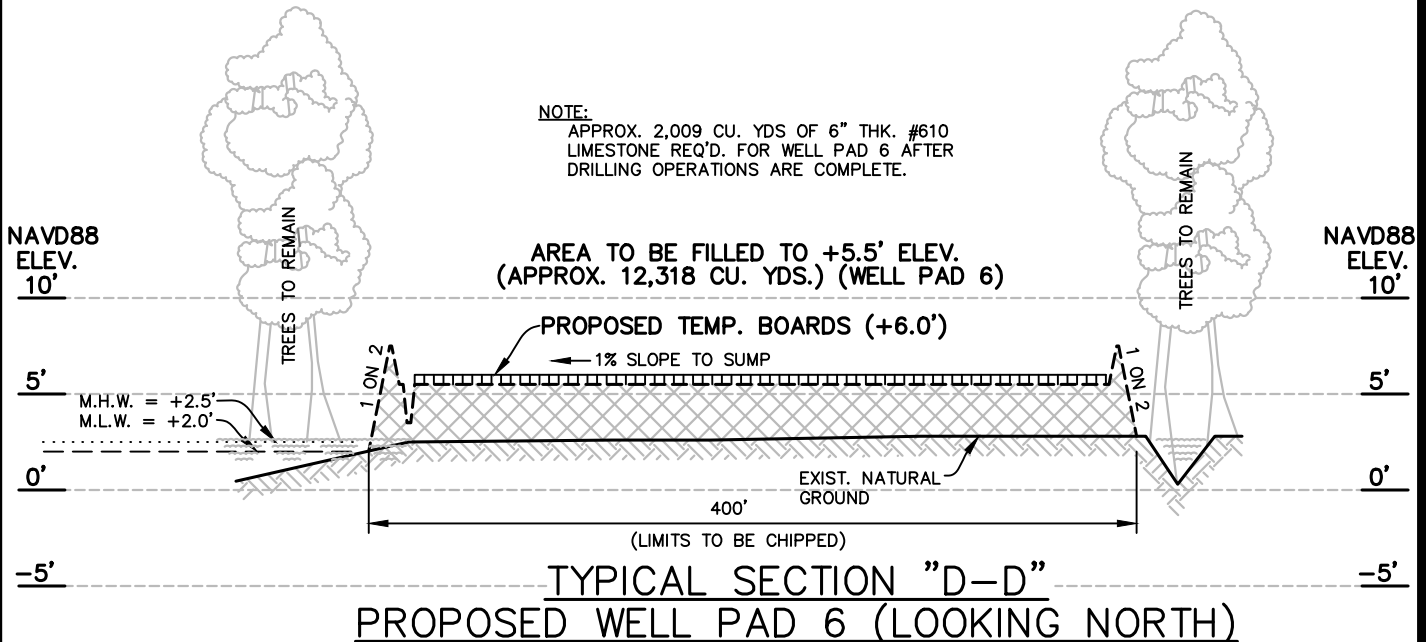 NOTE:
APPROX. 2,009 CU. YDS OF 6" THK. #610
LIMESTONE REQ'D. FOR WELL PAD 6 AFTER
DRILLING OPERATIONS ARE COMPLETE.
TREES TO REMAIN
TREES TO REMAIN
NAVD88
ELEV.
10'
5'
0'
-5'
NAVD88
ELEV.
10'
5'
0'
-5'
AREA TO BE FILLED TO +5.5' ELEV.
(APPROX. 12,318 CU. YDS.) (WELL PAD 6)
PROPOSED TEMP. BOARDS (+6.0')
1% SLOPE TO SUMP
1 ON 2
1 ON 2
M.H.W. = +2.5'
M.L.W. = +2.0'
EXIST. NATURAL
GROUND
400'
(LIMITS TO BE CHIPPED)
TYPICAL SECTION "D-D"
PROPOSED WELL PAD 6 (LOOKING NORTH)